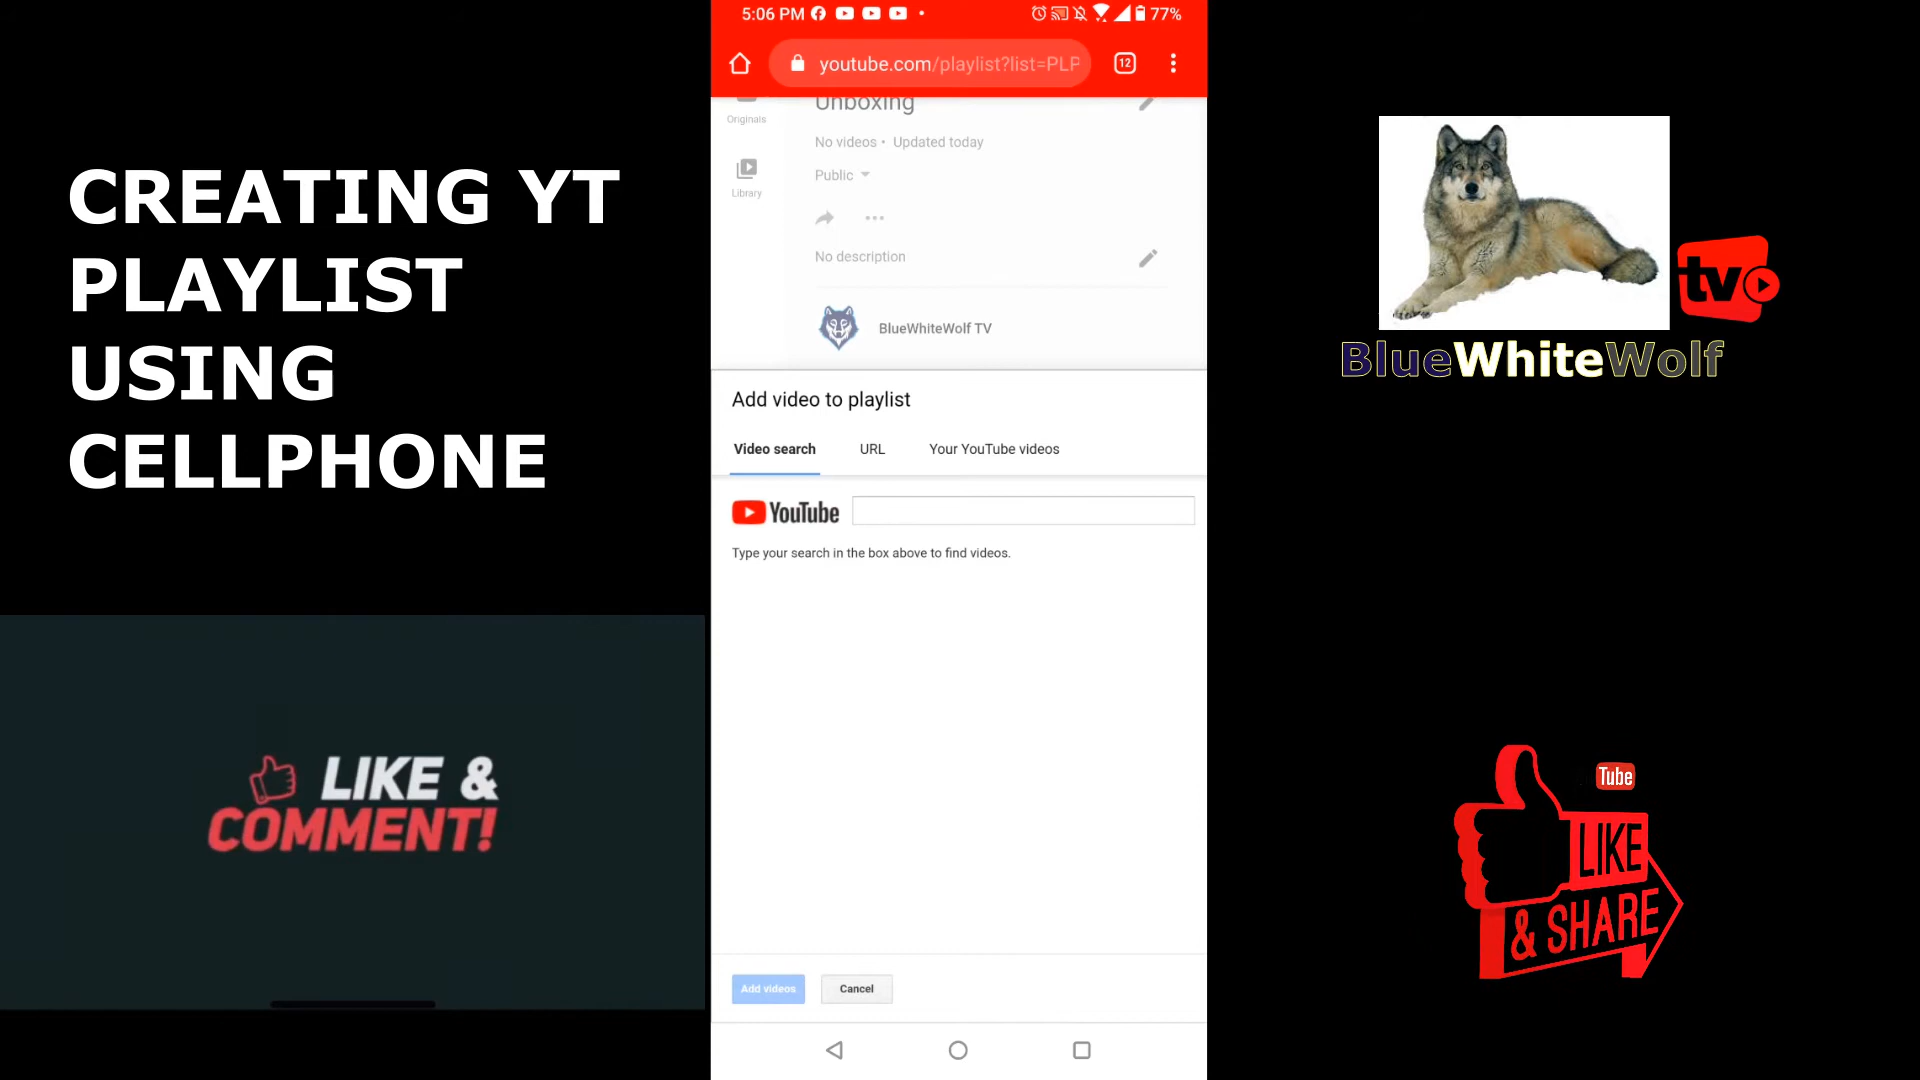 CREATING YT
PLAYLIST
USING
CELLPHONE
LIKE &
COMMENT!
5:06 PM
77%
youtube.com/playlist?list=PLP
12
Unboxing
Originals
No videos • Updated today
Public
Library
No description
BlueWhiteWolf TV
Add video to playlist
Video search
URL
Your YouTube videos
YouTube
Type your search in the box above to find videos.
Add videos
Cancel
tv
BlueWhiteWolf
Tube
LIKE
& SHARE